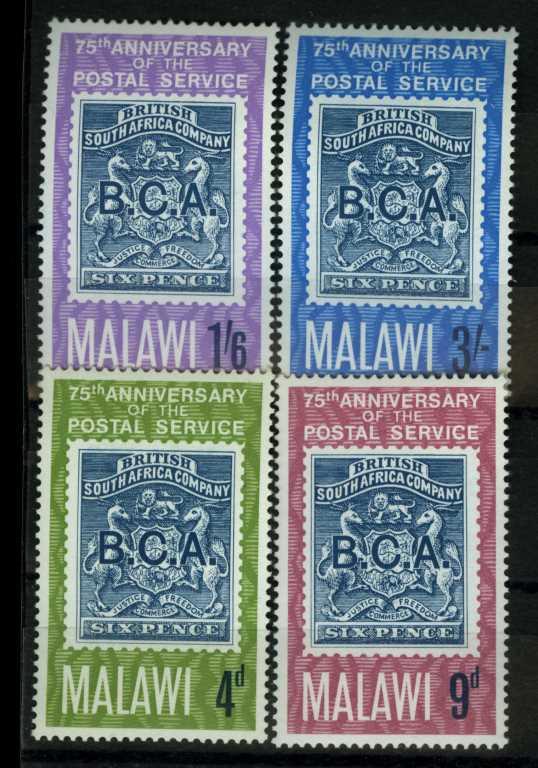 75th ANNIVERSARY
OF THE
POSTAL SERVICE
BRITISH
SOUTH AFRICA COMPANY
B.C.A.
JUSTICE FREEDOM
COMMERCE
SIX PENCE
MALAWI 1/6
75th ANNIVERSARY
OF THE
POSTAL SERVICE
BRITISH
SOUTH AFRICA COMPANY
B.C.A.
JUSTICE FREEDOM
COMMERCE
SIX PENCE
MALAWI 3/-
75th ANNIVERSARY
OF THE
POSTAL SERVICE
BRITISH
SOUTH AFRICA COMPANY
B.C.A.
JUSTICE FREEDOM
COMMERCE
SIX PENCE
MALAWI 4d
75th ANNIVERSARY
OF THE
POSTAL SERVICE
BRITISH
SOUTH AFRICA COMPANY
B.C.A.
JUSTICE FREEDOM
COMMERCE
SIX PENCE
MALAWI 9d